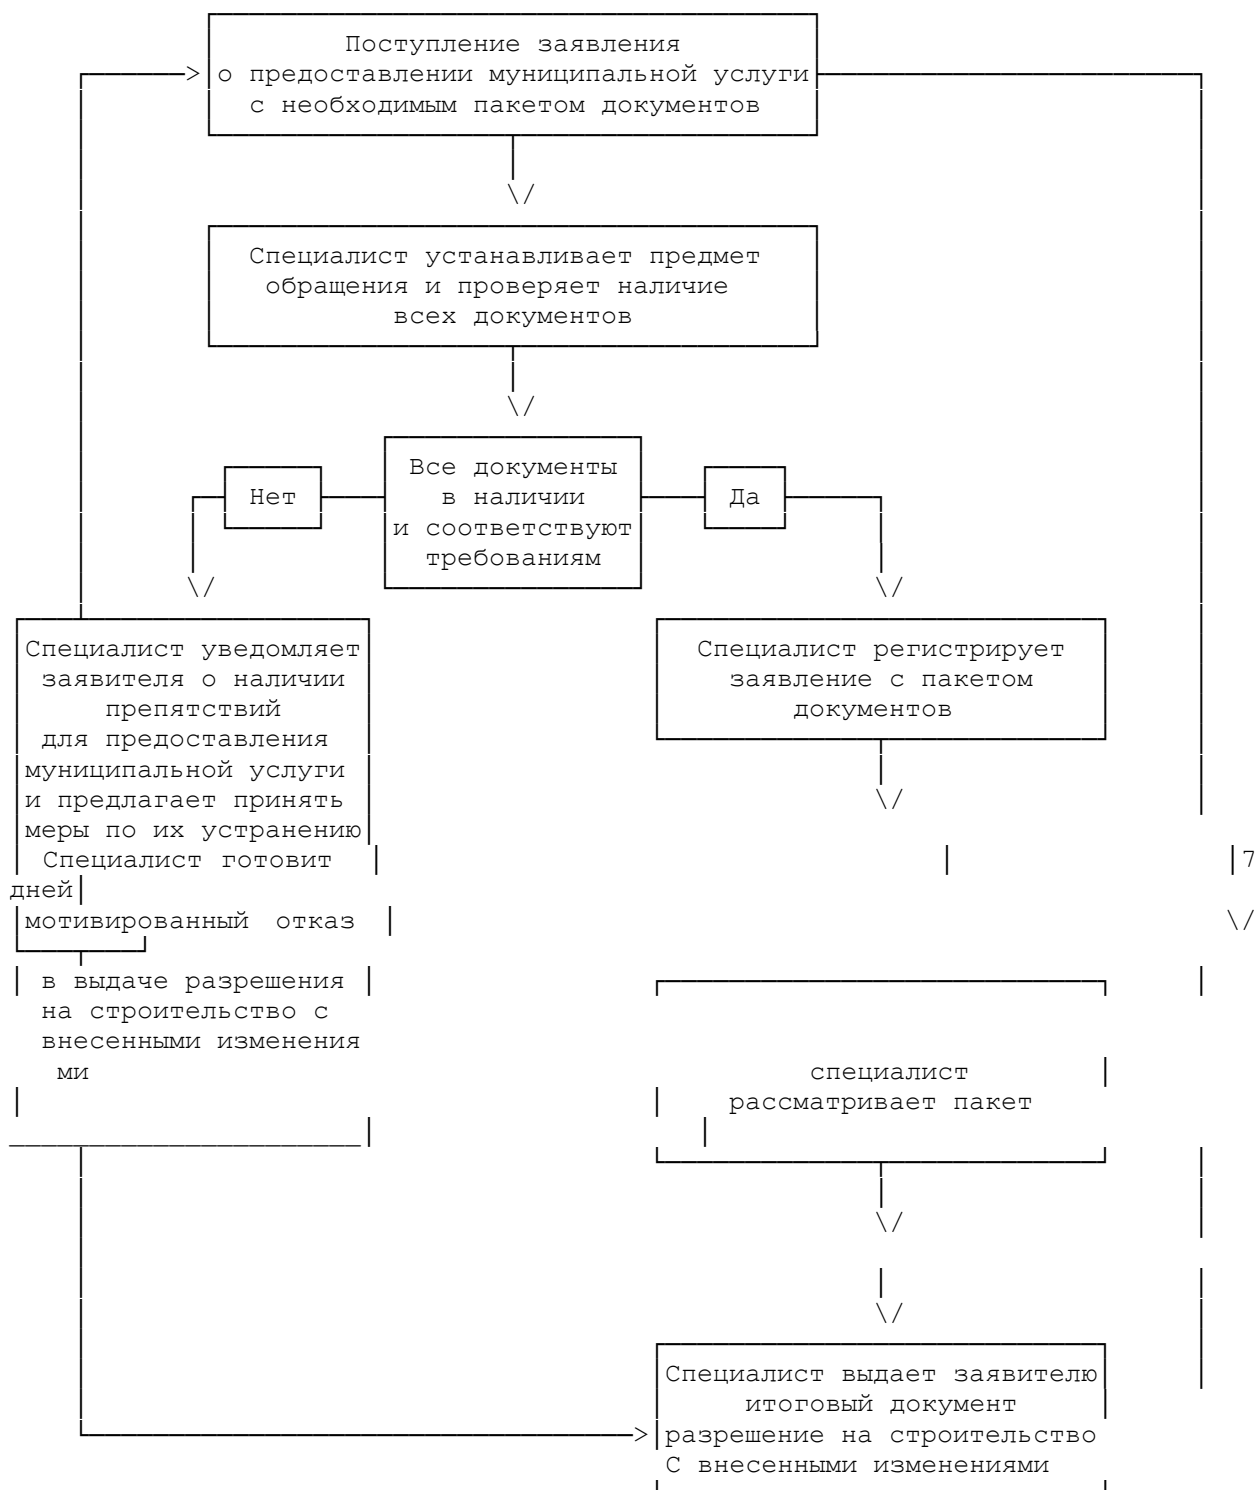 Поступление заявления
о предоставлении муниципальной услуги
с необходимым пакетом документов
Специалист устанавливает предмет
обращения и проверяет наличие
всех документов
Все документы
в наличии
и соответствуют
требованиям
Нет
Да
Специалист уведомляет
заявителя о наличии
препятствий
для предоставления
муниципальной услуги
и предлагает принять
меры по их устранению
Специалист готовит
Специалист регистрирует
заявление с пакетом
документов
7
дней
мотивированный отказ
в выдаче разрешения
на строительство с
внесенными изменения
ми
специалист
рассматривает пакет
Специалист выдает заявителю
итоговый документ
разрешение на строительство
С внесенными изменениями